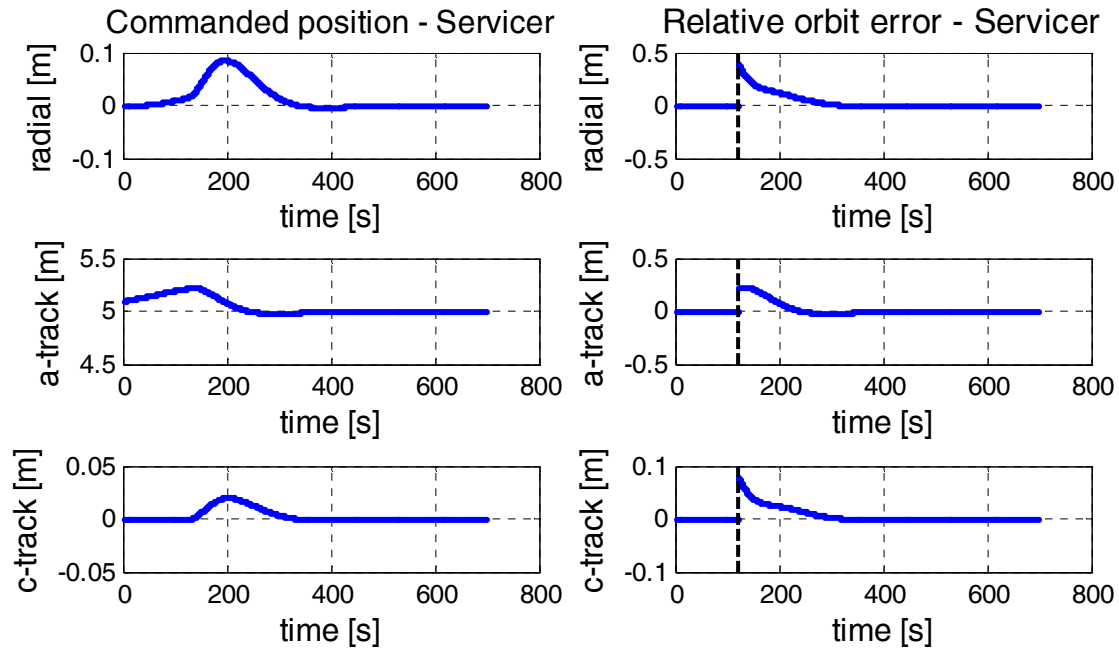 Commanded position - Servicer
0.1
0
-0.1
radial [m]
0 200 400 600 800
time [s]
5.5
5
4.5
a-track [m]
0 200 400 600 800
time [s]
0.05
0
-0.05
c-track [m]
0 200 400 600 800
time [s]
Relative orbit error - Servicer
0.5
0
-0.5
radial [m]
0 200 400 600 800
time [s]
0.5
0
-0.5
a-track [m]
0 200 400 600 800
time [s]
0.1
0
-0.1
c-track [m]
0 200 400 600 800
time [s]